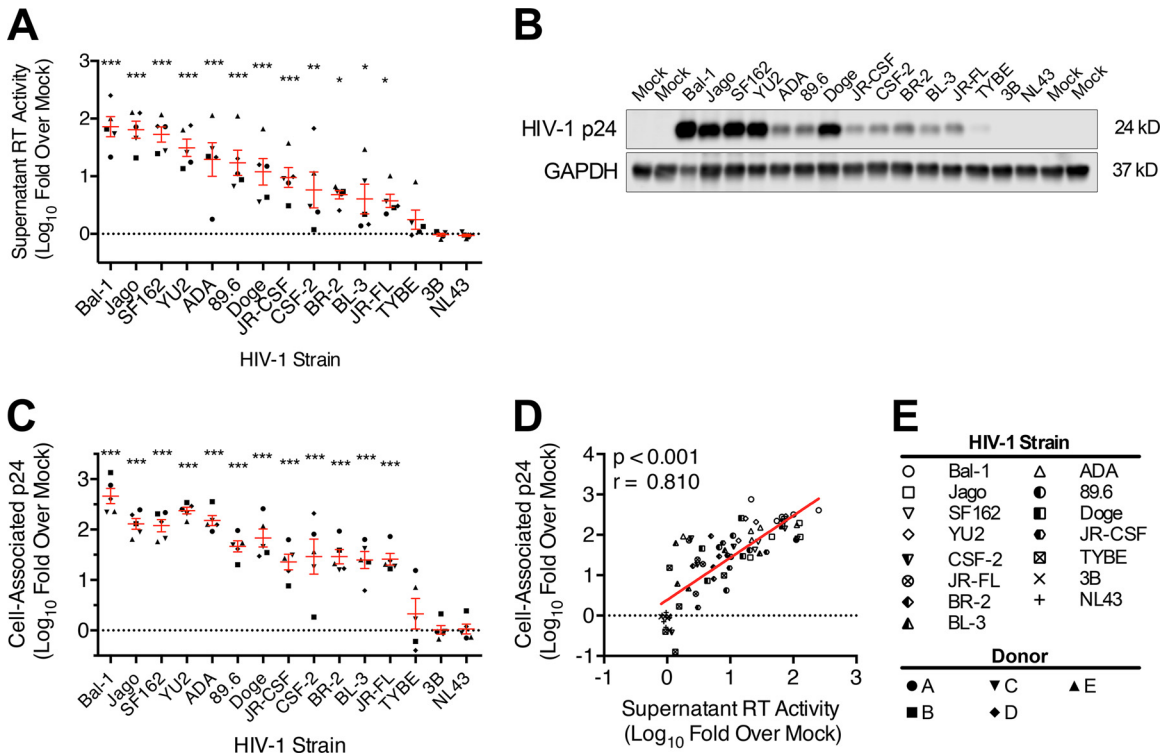 A
Supernatant RT Activity
(Log10 Fold Over Mock)
3
2
1
0
*** *** *** *** *** *** *** *** ** * * *
Bal-1
Jago
SF162
YU2
ADA
89.6
Doge
JR-CSF
CSF-2
BR-2
BL-3
JR-FL
TYBE
3B
NL43
HIV-1 Strain
B
Mock
Mock
Bal-1
Jago
SF162
YU2
ADA
89.6
Doge
JR-CSF
CSF-2
BR-2
BL-3
JR-FL
TYBE
3B
NL43
Mock
Mock
HIV-1 p24 24 kD
GAPDH 37 kD
C
Cell-Associated p24
(Log10 Fold Over Mock)
3
2
1
0
*** *** *** *** *** *** *** *** *** *** *** ***
Bal-1
Jago
SF162
YU2
ADA
89.6
Doge
JR-CSF
CSF-2
BR-2
BL-3
JR-FL
TYBE
3B
NL43
HIV-1 Strain
D
Cell-Associated p24
(Log10 Fold Over Mock)
4
3
2
1
0
-1
p < 0.001
r = 0.810
-1 0 1 2 3
Supernatant RT Activity
(Log10 Fold Over Mock)
E
HIV-1 Strain
Bal-1 ADA
Jago 89.6
SF162 Doge
YU2 JR-CSF
CSF-2 TYBE
JR-FL 3B
BR-2 NL43
BL-3
Donor
A C E
B D